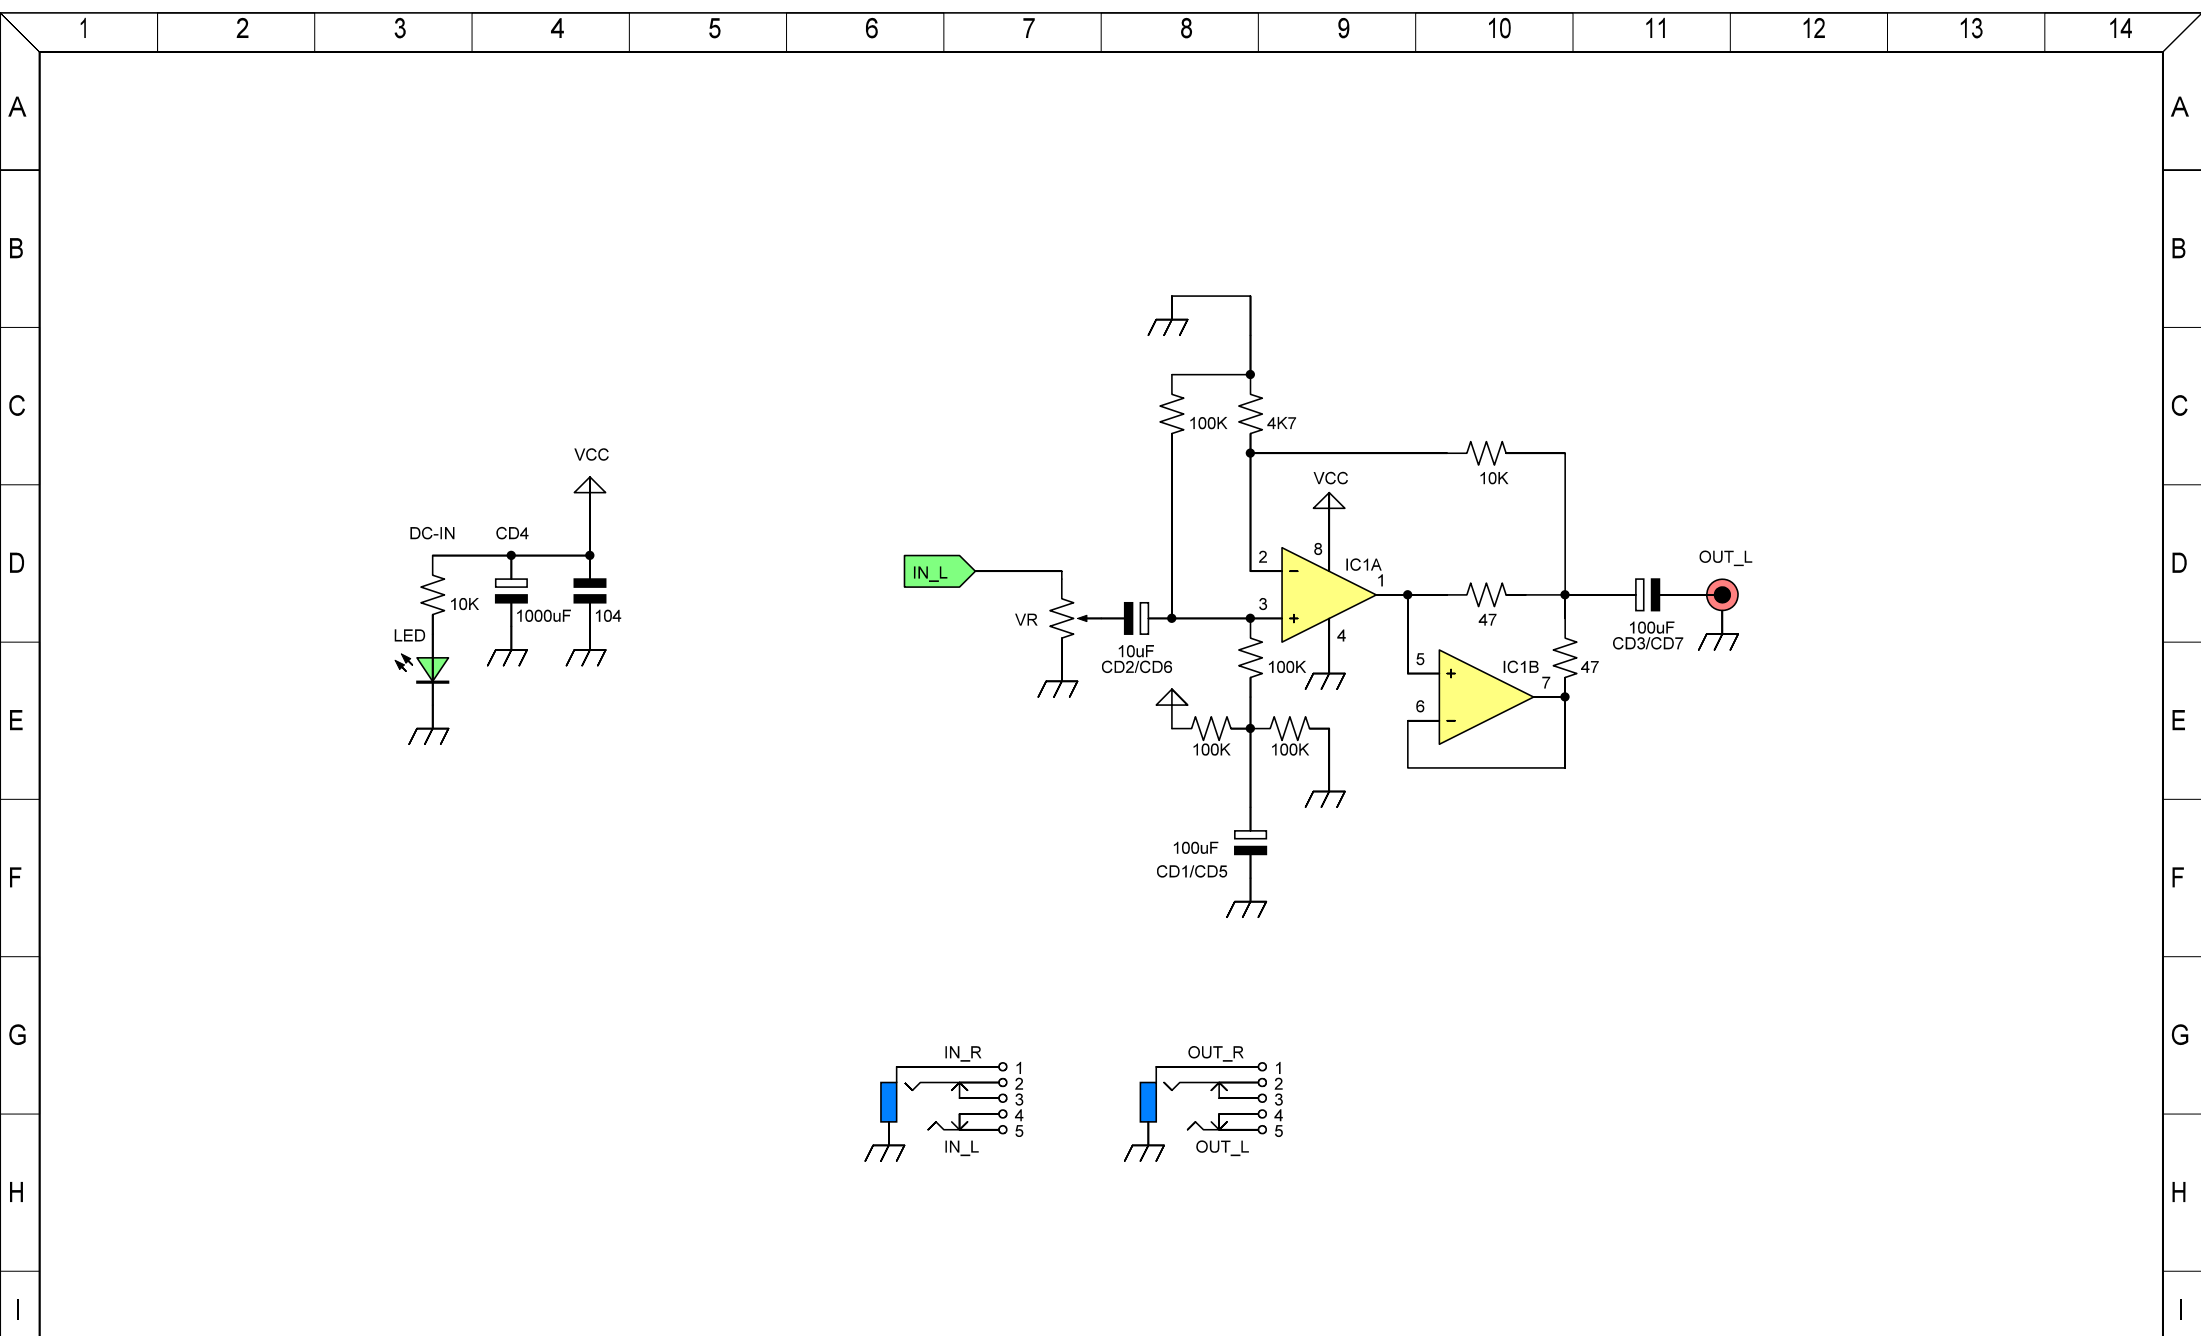 1 2 3 4 5 6 7 8 9 10 11 12 13 14
A A
B B
C C
100K 4K7
10K
VCC
VCC
D D
DC-IN CD4
10K
1000uF 104
LED
IN_L
VR
10uF
CD2/CD6
2
3
8
4
IC1A
1
47
OUT_L
100uF
CD3/CD7
100K
5
6
IC1B
7
47
E E
100K 100K
F F
100uF
CD1/CD5
G G
IN_R
1
2
3
4
5
IN_L
OUT_R
1
2
3
4
5
OUT_L
H H
I I